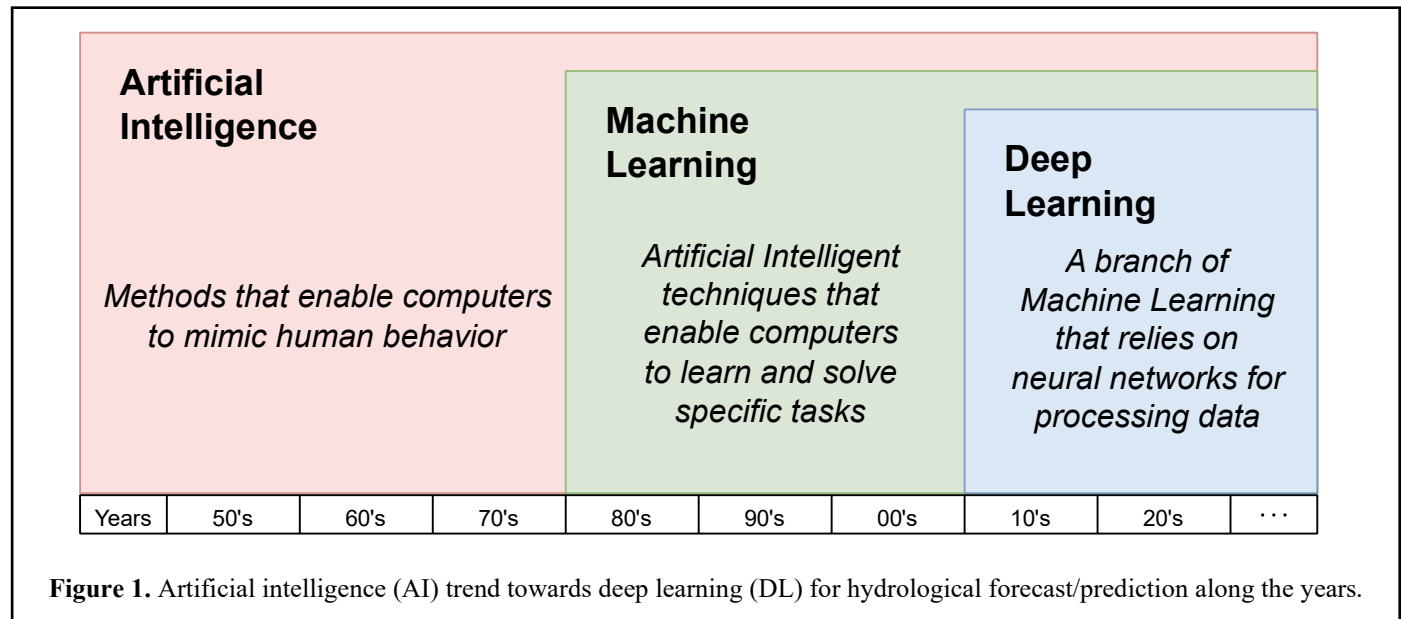 Artificial
Intelligence
Methods that enable computers
to mimic human behavior
Machine
Learning
Artificial Intelligent
techniques that
enable computers
to learn and solve
specific tasks
Deep
Learning
A branch of
Machine Learning
that relies on
neural networks for
processing data
Years 50's 60's 70's 80's 90's 00's 10's 20's ...
Figure 1. Artificial intelligence (AI) trend towards deep learning (DL) for hydrological forecast/prediction along the years.